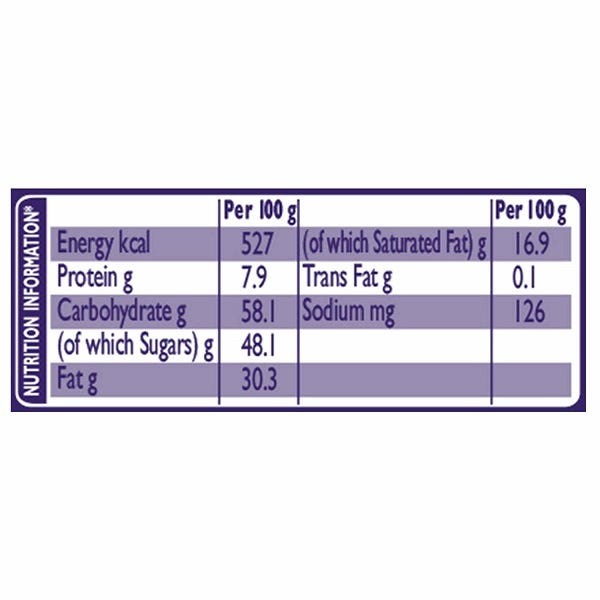 NUTRITION INFORMATION*
Per 100 g Per 100 g
Energy kcal 527 (of which Saturated Fat) g 16.9
Protein g 7.9 Trans Fat g 0.1
Carbohydrate g 58.1 Sodium mg 126
(of which Sugars) g 48.1
Fat g 30.3